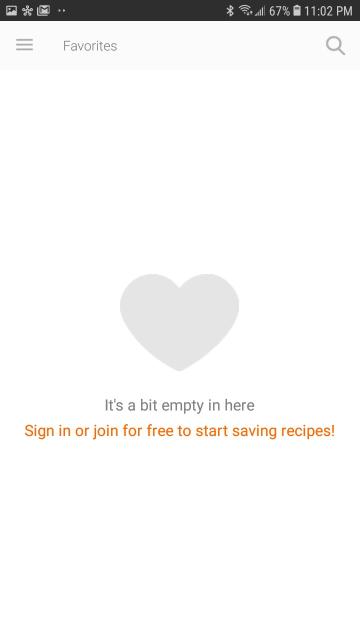 67% 11:02 PM
Favorites
It's a bit empty in here
Sign in or join for free to start saving recipes!